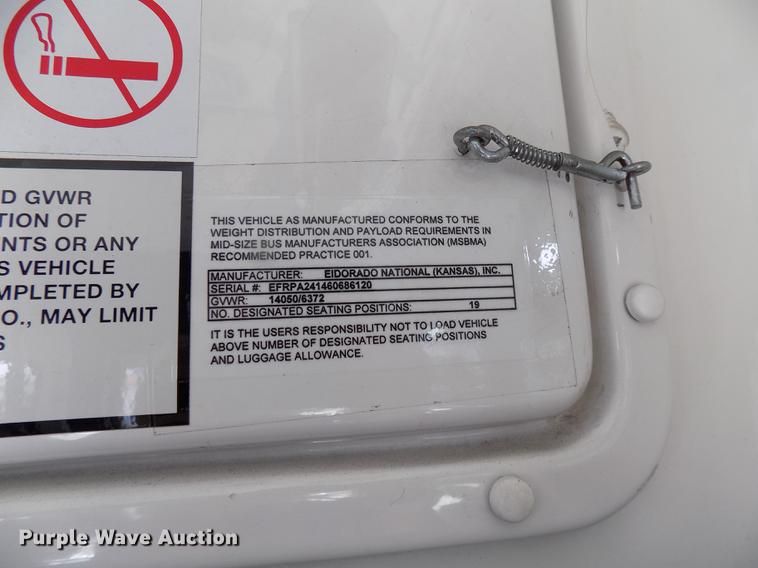 D GVWR
TION OF
ENTS OR ANY
S VEHICLE
MPLETED BY
O., MAY LIMIT
S
THIS VEHICLE AS MANUFACTURED CONFORMS TO THE
WEIGHT DISTRIBUTION AND PAYLOAD REQUIREMENTS IN
MID-SIZE BUS MANUFACTURERS ASSOCIATION (MSBMA)
RECOMMENDED PRACTICE 001.
MANUFACTURER: ElDORADO NATIONAL (KANSAS), INC.
SERIAL #: EFRPA241460686120
GVWR: 14050/6372
NO. DESIGNATED SEATING POSITIONS: 19
IT IS THE USERS RESPONSIBILITY NOT TO LOAD VEHICLE
ABOVE NUMBER OF DESIGNATED SEATING POSITIONS
AND LUGGAGE ALLOWANCE.
Purple Wave Auction